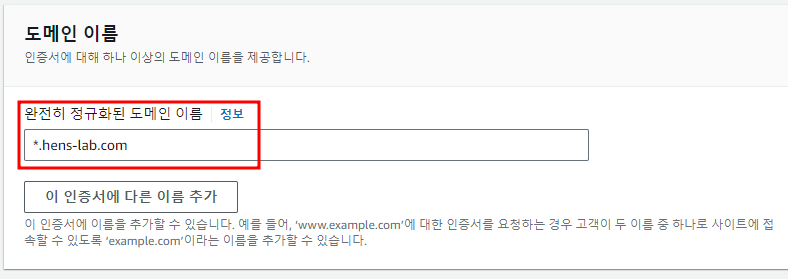 도메인 이름
인증서에 대해 하나 이상의 도메인 이름을 제공합니다.
완전히 정규화된 도메인 이름 정보
*.hens-lab.com
이 인증서에 다른 이름 추가
이 인증서에 이름을 추가할 수 있습니다. 예를 들어, 'www.example.com'에 대한 인증서를 요청하는 경우 고객이 두 이름 중 하나로 사이트에 접
속할 수 있도록 'example.com'이라는 이름을 추가할 수 있습니다.